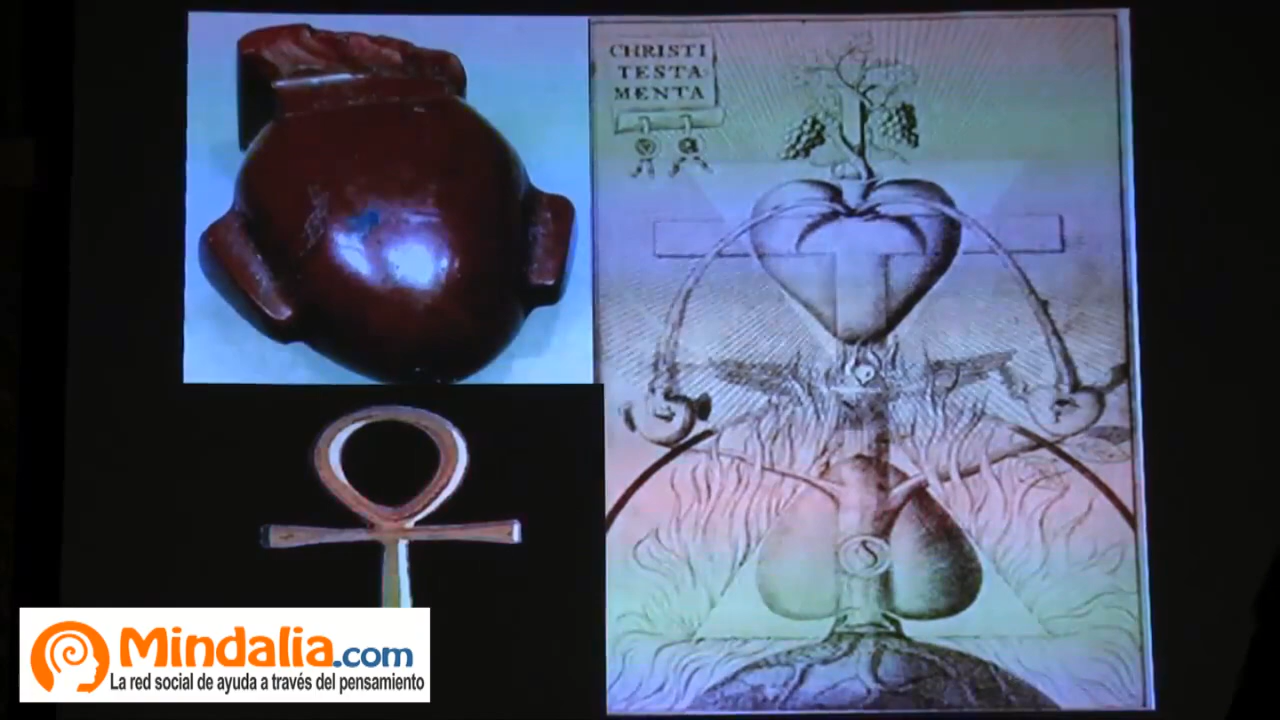 CHRISTI
TESTA
MENTA
Mindalia.com
La red social de ayuda a través del pensamiento